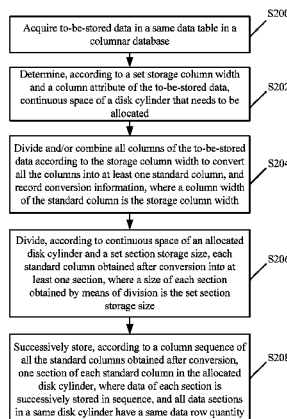 S200
Acquire to-be-stored data in a same data table in a
columnar database
S202
Determine, according to a set storage column width
and a column attribute of the to-be-stored data,
continuous space of a disk cylinder that needs to be
allocated
S204
Divide and/or combine all columns of the to-be-stored
data according to the storage column width to convert
all the columns into at least one standard column, and
record conversion information, where a column width
of the standard column is the storage column width
S206
Divide, according to continuous space of an allocated
disk cylinder and a set section storage size, each
standard column obtained after conversion into at
least one section, where a size of each section
obtained by means of division is the set section
storage size
S208
Successively store, according to a column sequence of
all the standard columns obtained after conversion,
one section of each standard column in the allocated
disk cylinder, where data of each section is
successively stored in sequence, and all data sections
in a same disk cylinder have a same data row quantity